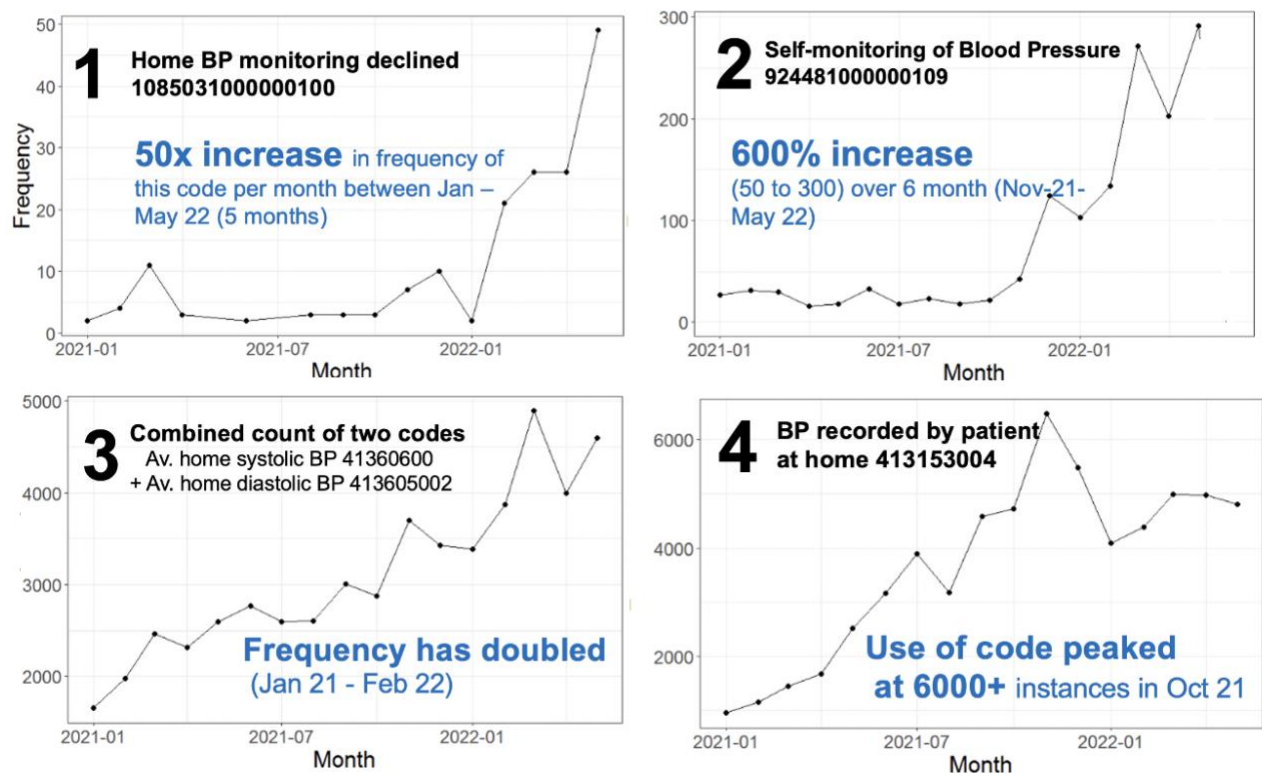 1
Home BP monitoring declined
1085031000000100
50x increase in frequency of
this code per month between Jan –
May 22 (5 months)
Frequency
50
40
30
20
10
0
2021-01
2021-07
2022-01
Month
2
Self-monitoring of Blood Pressure
924481000000109
600% increase
(50 to 300) over 6 month (Nov-21-
May 22)
300
200
100
0
2021-01
2021-07
2022-01
Month
3
Combined count of two codes
Av. home systolic BP 41360600
+ Av. home diastolic BP 413605002
Frequency has doubled
(Jan 21 - Feb 22)
5000
4000
3000
2000
2021-01
2021-07
2022-01
Month
4
BP recorded by patient
at home 413153004
Use of code peaked
at 6000+ instances in Oct 21
6000
4000
2000
2021-01
2021-07
2022-01
Month